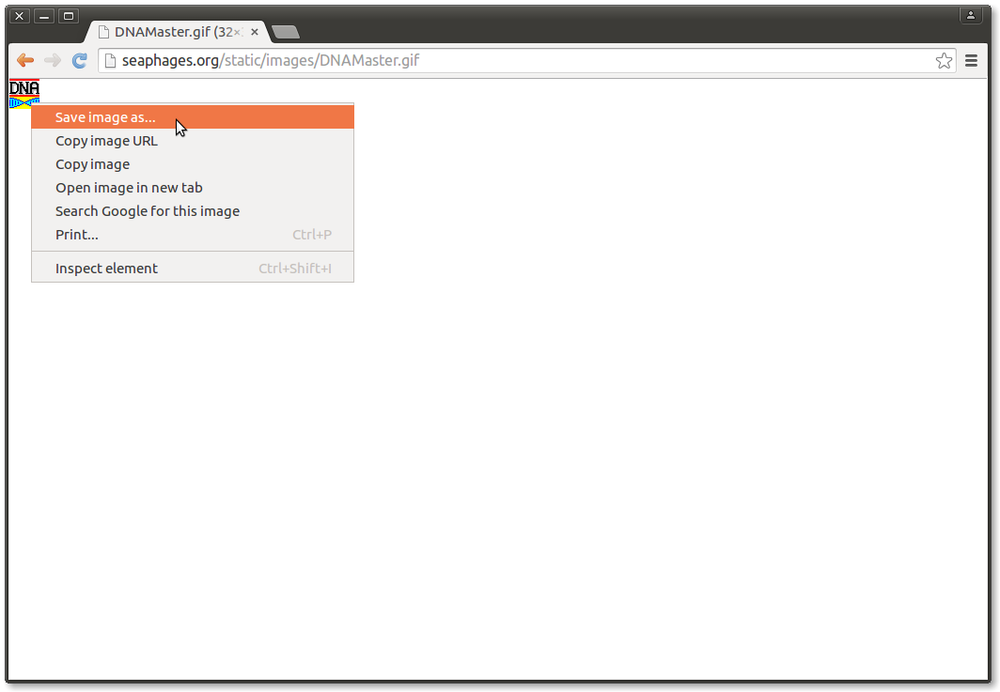 DNAMaster.gif (32×
seaphages.org/static/images/DNAMaster.gif
DNA
Save image as...
Copy image URL
Copy image
Open image in new tab
Search Google for this image
Print... Ctrl+P
Inspect element Ctrl+Shift+I